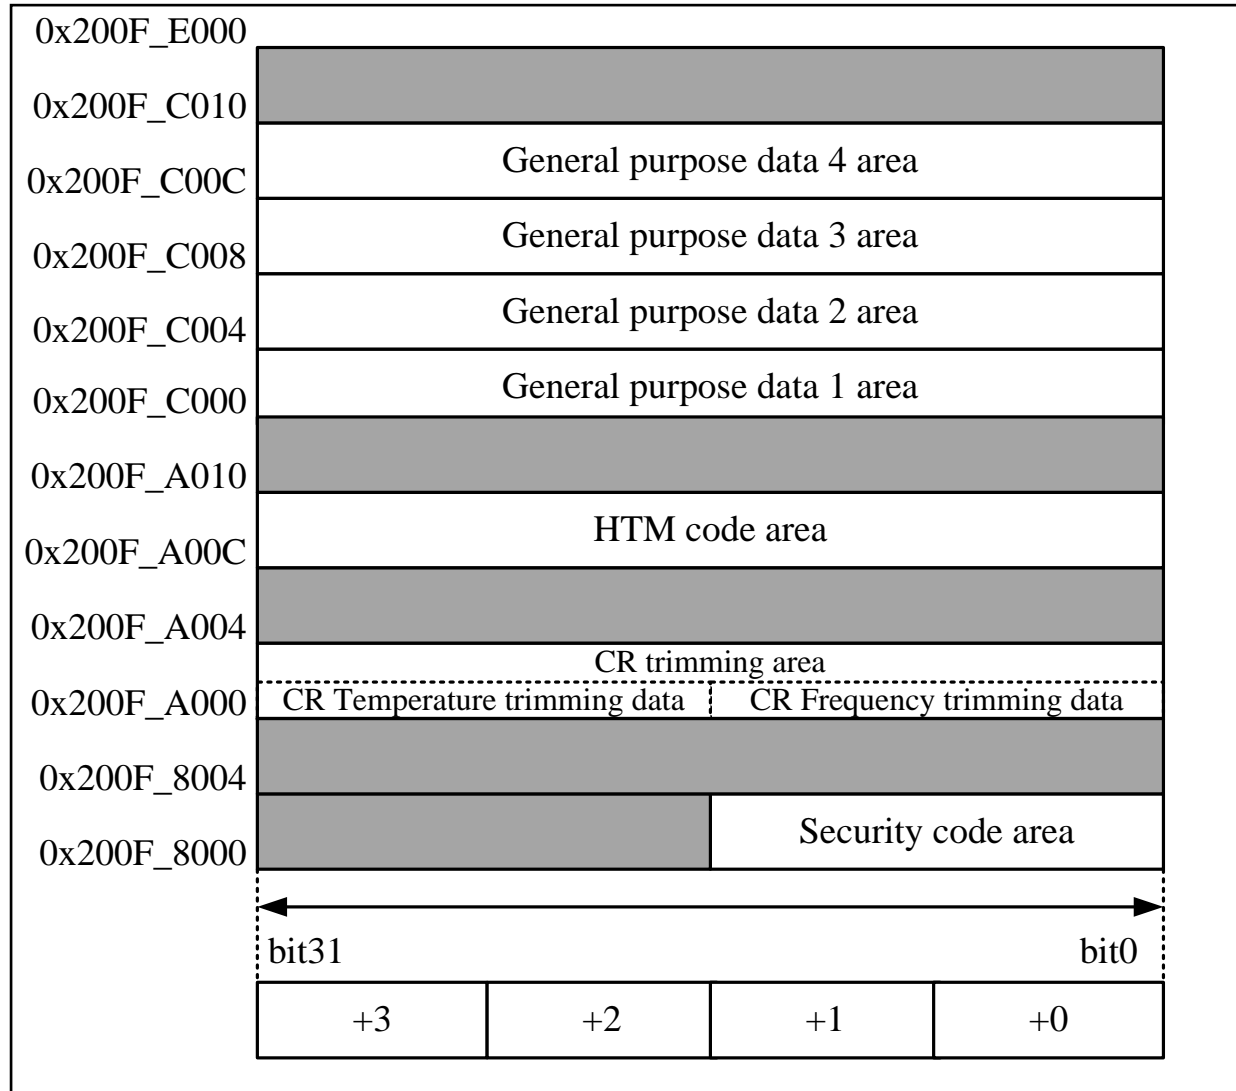 0x200F_E000
0x200F_C010
General purpose data 4 area
0x200F_C00C
General purpose data 3 area
0x200F_C008
General purpose data 2 area
0x200F_C004
General purpose data 1 area
0x200F_C000
0x200F_A010
HTM code area
0x200F_A00C
0x200F_A004
CR trimming area
0x200F_A000 CR Temperature trimming data CR Frequency trimming data
0x200F_8004
Security code area
0x200F_8000
bit31 bit0
+3 +2 +1 +0